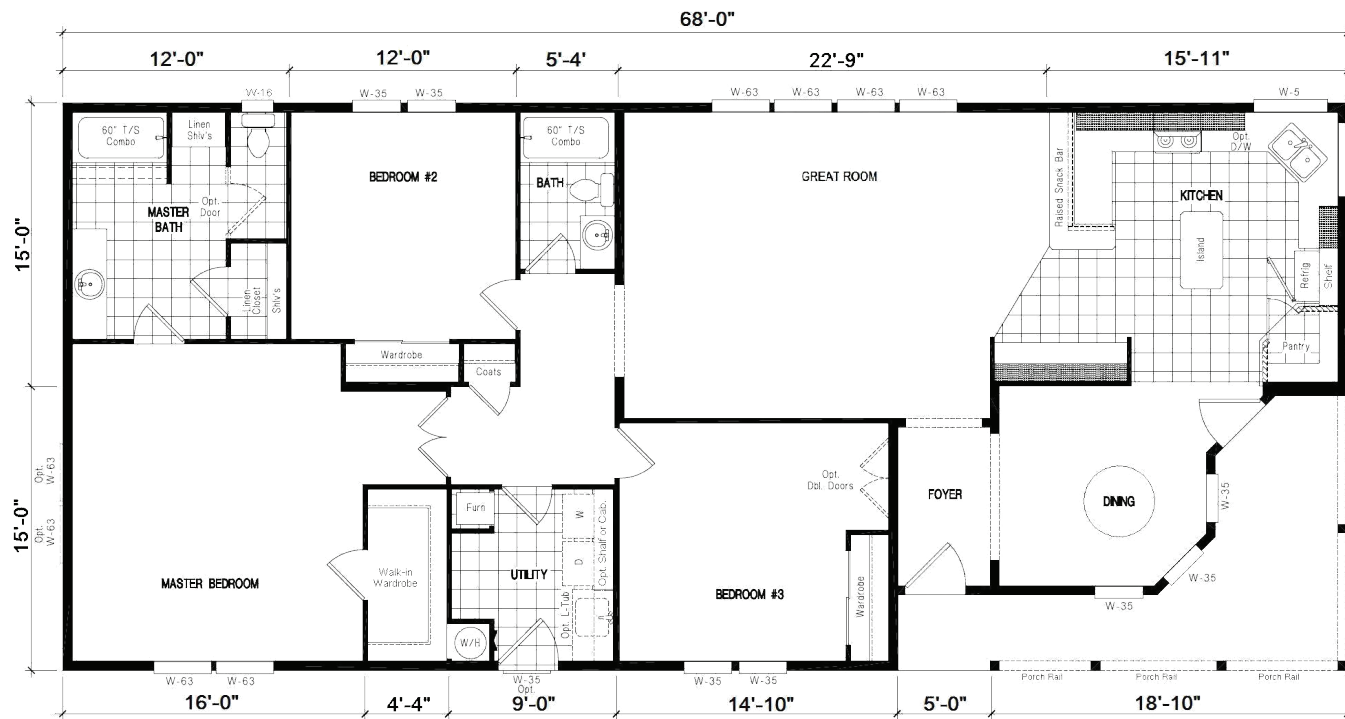 68'-0"
12'-0"
12'-0"
5'-4'
22'-9"
15'-11"
W-16
W-35
W-35
W-63
W-63
W-63
W-63
W-5
60" T/S
Combo
Linen
Shlv's
60" T/S
Combo
Opt.
D/W
BEDROOM #2
BATH
GREAT ROOM
Raised Snack Bar
KITCHEN
MASTER
BATH
Opt.
Door
15'-0"
Island
Linen
Closet
Shlv's
Refrig
Shelf
Wardrobe
Coats
Pantry
Opt.
W-63
Opt.
W-63
15'-0"
Opt.
Dbl. Doors
FOYER
DINING
W-35
Furn
W
D
Opt. Shalf or Cab.
Walk-in
Wardrobe
MASTER BEDROOM
UTILITY
Opt. L-Tub
BEDROOM #3
Wardrobe
W-35
W-35
W/H
W-63
W-63
W-35
Opt.
W-35
W-35
Porch Rail
Porch Rail
Porch Rail
16'-0"
4'-4"
9'-0"
14'-10"
5'-0"
18'-10"